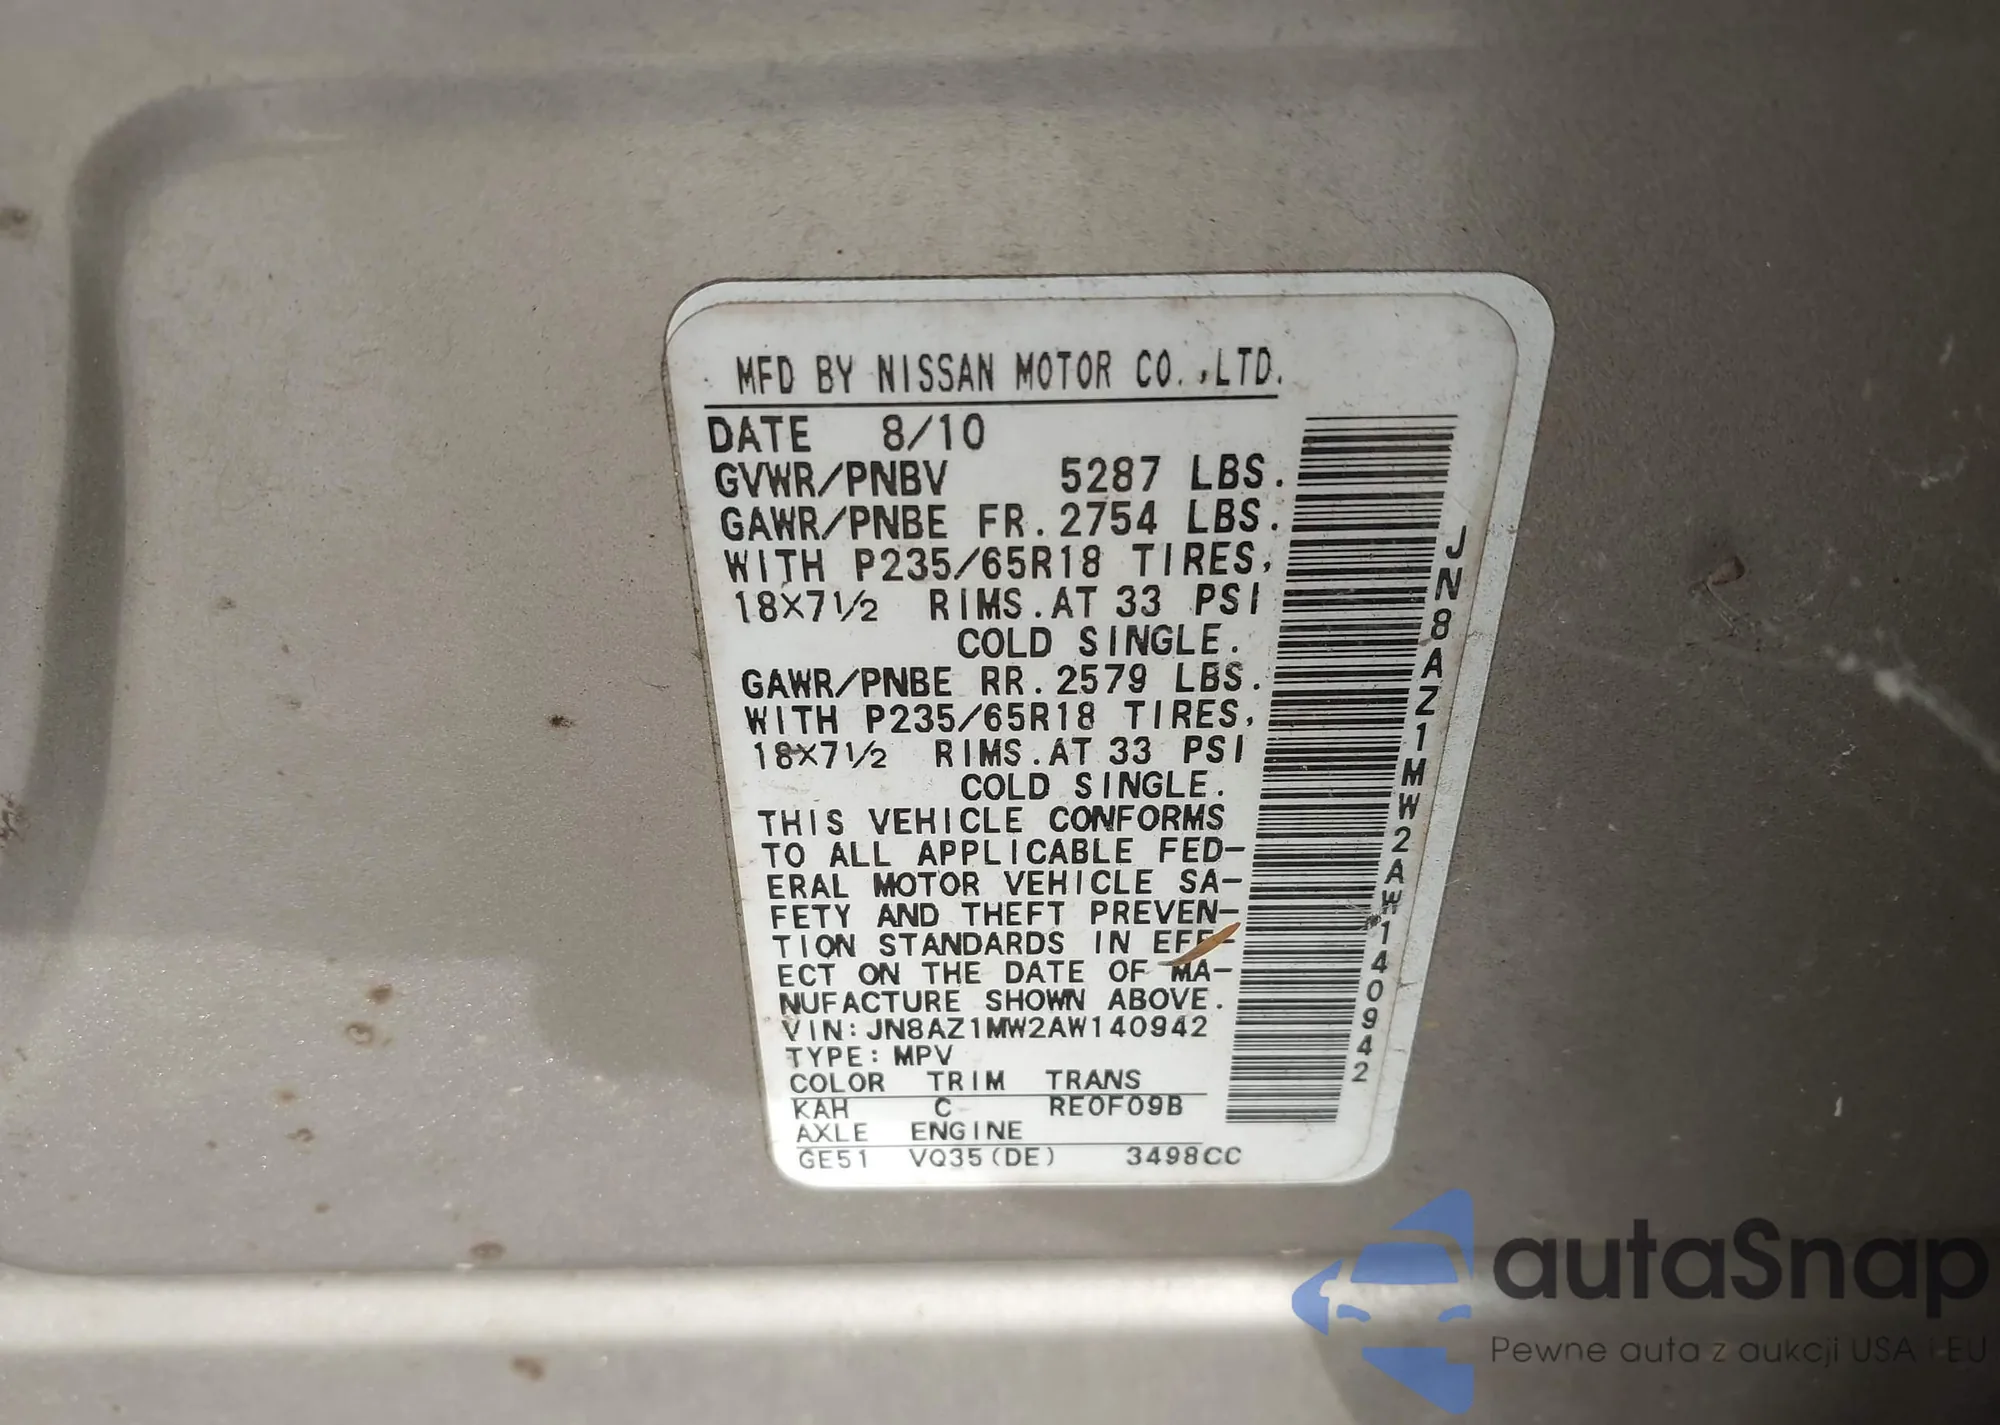 MFD BY NISSAN MOTOR CO.,LTD.
DATE 8/10
GVWR/PNBV 5287 LBS.
GAWR/PNBE FR.2754 LBS.
WITH P235/65R18 TIRES,
18X7½ RIMS.AT 33 PSI
COLD SINGLE.
GAWR/PNBE RR.2579 LBS.
WITH P235/65R18 TIRES,
18X7½ RIMS.AT 33 PSI
COLD SINGLE.
THIS VEHICLE CONFORMS
TO ALL APPLICABLE FED-
ERAL MOTOR VEHICLE SA-
FETY AND THEFT PREVEN-
TION STANDARDS IN EFF-
ECT ON THE DATE OF MA-
NUFACTURE SHOWN ABOVE.
VIN:JN8AZ1MW2AW140942
TYPE:MPV
COLOR TRIM TRANS
KAH C RE0F09B
AXLE ENGINE
GE51 VQ35(DE) 3498CC
JN8AZ1MW2AW140942
autaSnap
Pewne auta z aukcji USA i EU